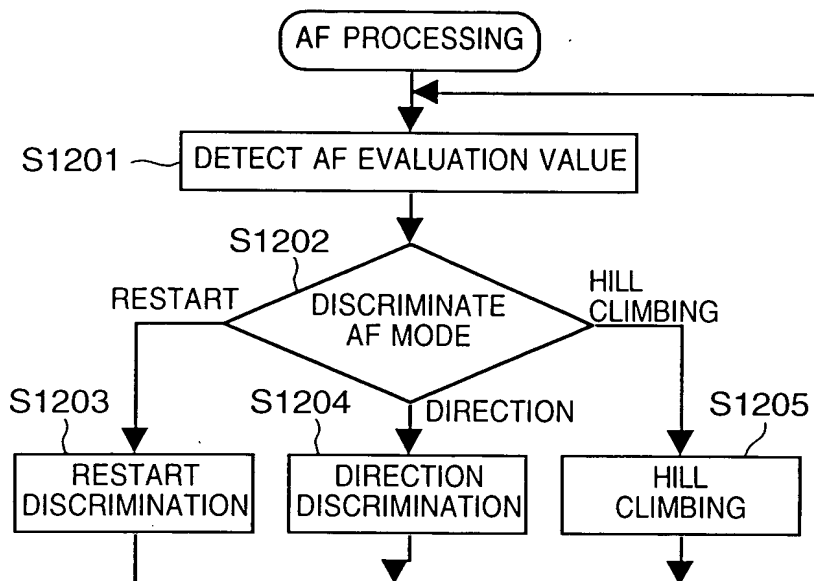 AF PROCESSING
S1201
DETECT AF EVALUATION VALUE
S1202
RESTART
DISCRIMINATE
AF MODE
HILL
CLIMBING
DIRECTION
S1203
RESTART
DISCRIMINATION
S1204
DIRECTION
DISCRIMINATION
S1205
HILL
CLIMBING